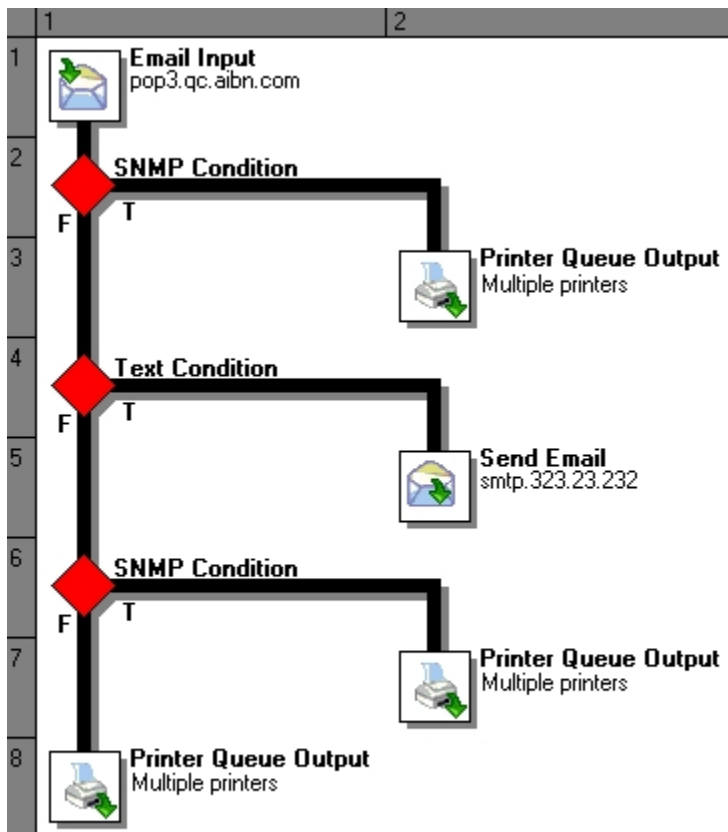 1 2
1
Email Input
pop3.qc.aibn.com
2
SNMP Condition
F T
3
Printer Queue Output
Multiple printers
4
Text Condition
F T
5
Send Email
smtp.323.23.232
6
SNMP Condition
F T
7
Printer Queue Output
Multiple printers
8
Printer Queue Output
Multiple printers